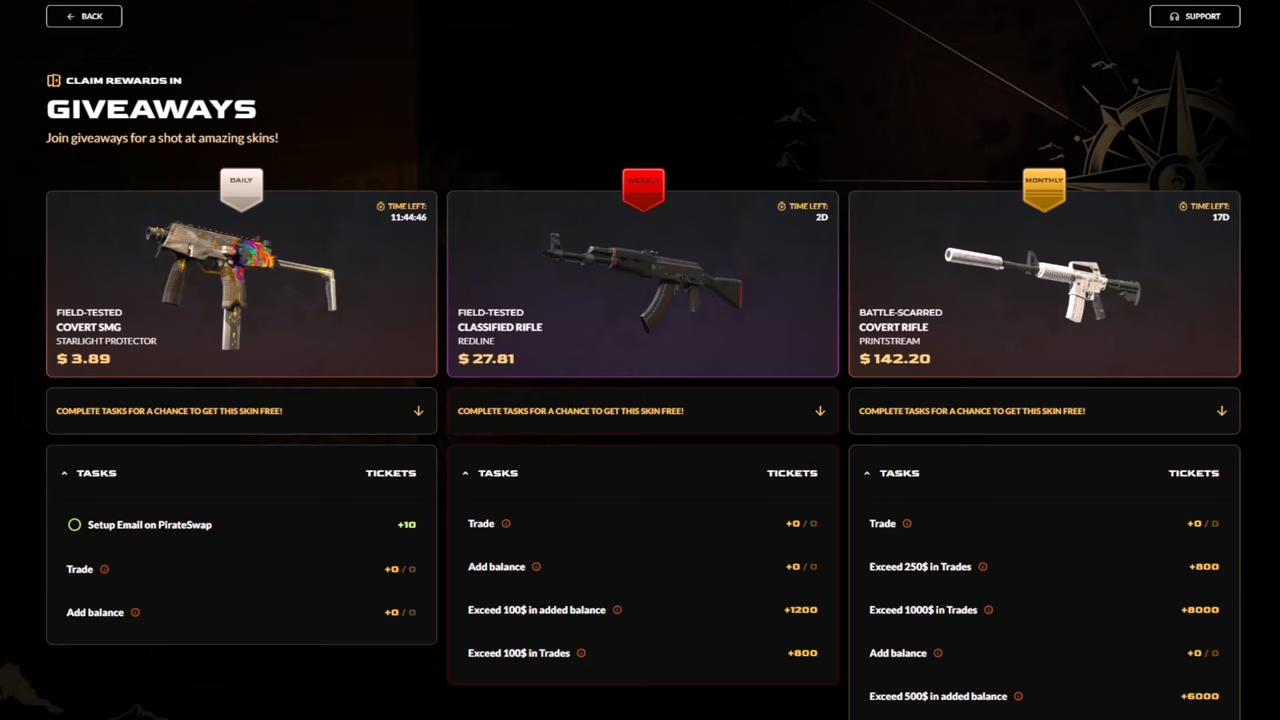 BACK
SUPPORT
CLAIM REWARDS IN
GIVEAWAYS
Join giveaways for a shot at amazing skins!
DAILY
TIME LEFT:
11:44:46
FIELD-TESTED
COVERT SMG
STARLIGHT PROTECTOR
$ 3.89
WEEKLY
TIME LEFT:
2D
FIELD-TESTED
CLASSIFIED RIFLE
REDLINE
$ 27.81
MONTHLY
TIME LEFT:
17D
BATTLE-SCARRED
COVERT RIFLE
PRINTSTREAM
$ 142.20
COMPLETE TASKS FOR A CHANCE TO GET THIS SKIN FREE!
COMPLETE TASKS FOR A CHANCE TO GET THIS SKIN FREE!
COMPLETE TASKS FOR A CHANCE TO GET THIS SKIN FREE!
TASKS TICKETS
Setup Email on PirateSwap +10
Trade +0 / 0
Add balance +0 / 0
TASKS TICKETS
Trade +0 / 0
Add balance +0 / 0
Exceed 100$ in added balance +1200
Exceed 100$ in Trades +800
TASKS TICKETS
Trade +0 / 0
Exceed 250$ in Trades +800
Exceed 1000$ in Trades +8000
Add balance +0 / 0
Exceed 500$ in added balance +6000